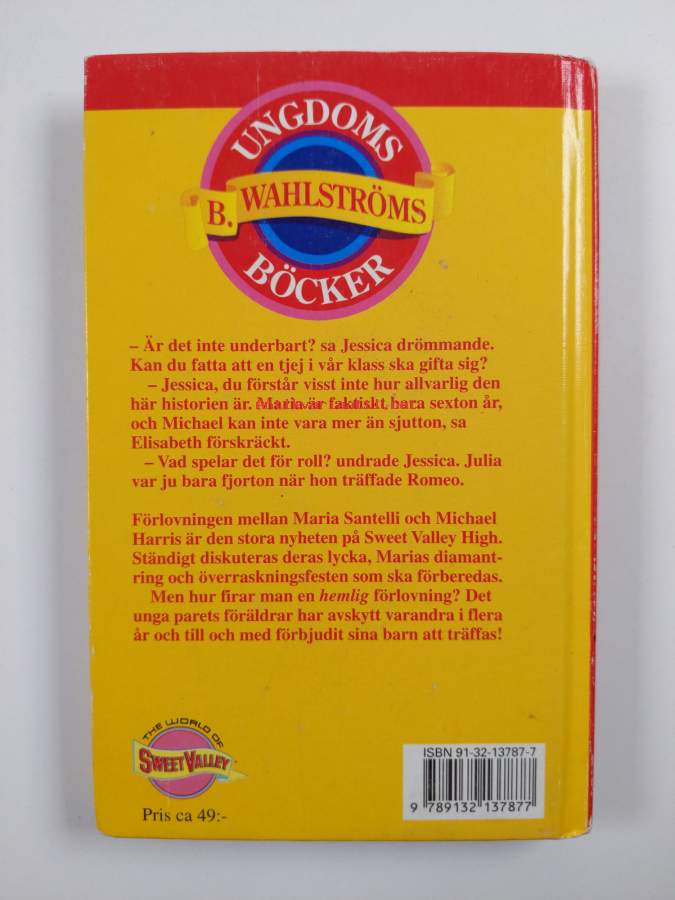 UNGDOMS
B. WAHLSTRÖMS
BÖCKER
– Är det inte underbart? sa Jessica drömmande.
Kan du fatta att en tjej i vår klass ska gifta sig?
– Jessica, du förstår visst inte hur allvarlig den
här historien är. Maria är faktiskt bara sexton år,
och Michael kan inte vara mer än sjutton, sa
Elisabeth förskräckt.
– Vad spelar det för roll? undrade Jessica. Julia
var ju bara fjorton när hon träffade Romeo.
Förlovningen mellan Maria Santelli och Michael
Harris är den stora nyheten på Sweet Valley High.
Ständigt diskuteras deras lycka, Marias diamant-
ring och överraskningsfesten som ska förberedas.
Men hur firar man en hemlig förlovning? Det
unga parets föräldrar har avskytt varandra i flera
år och till och med förbjudit sina barn att träffas!
THE WORLD OF
SWEET VALLEY
Pris ca 49:-
ISBN 91-32-13787-7
9 789132 137877